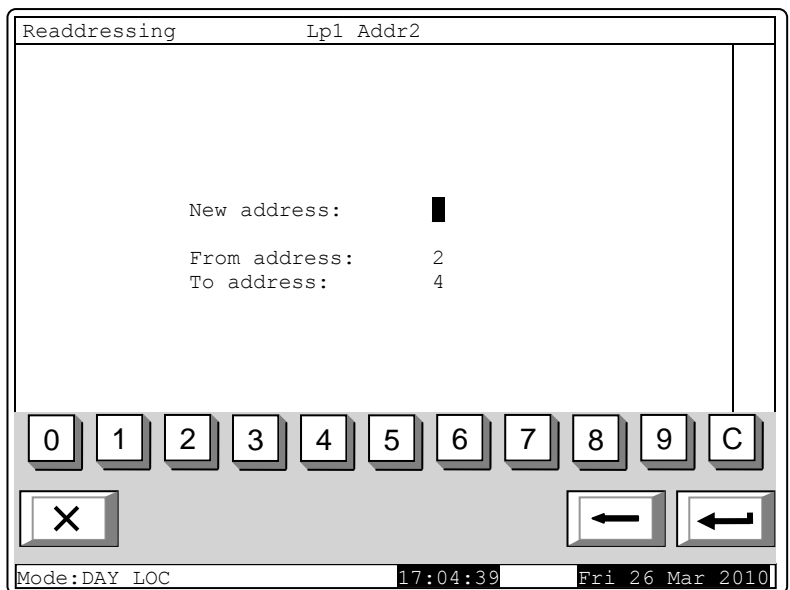 Readdressing Lp1 Addr2
New address:
From address: 2
To address: 4
0 1 2 3 4 5 6 7 8 9 C
Mode:DAY LOC 17:04:39 Fri 26 Mar 2010